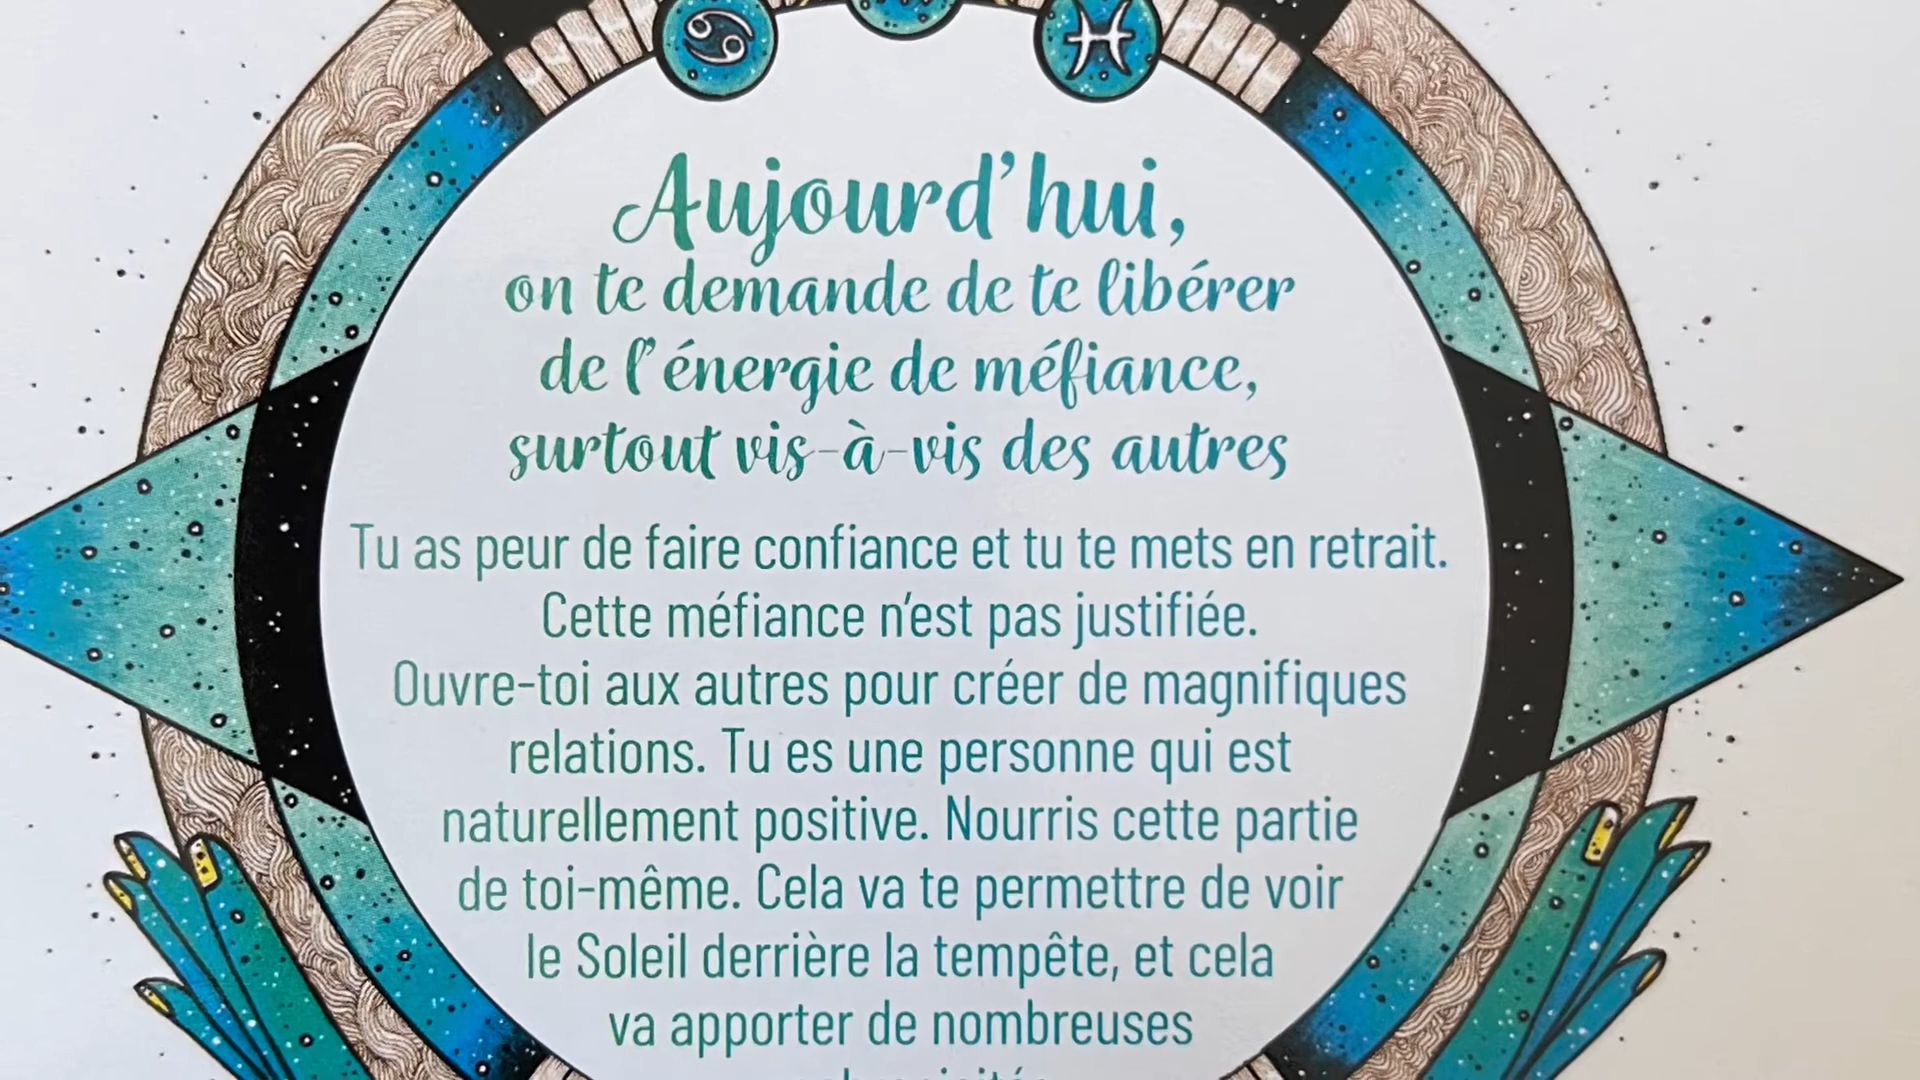 Aujourd'hui,
on te demande de te libérer
de l'énergie de méfiance,
surtout vis-à-vis des autres
Tu as peur de faire confiance et tu te mets en retrait.
Cette méfiance n'est pas justifiée.
Ouvre-toi aux autres pour créer de magnifiques
relations. Tu es une personne qui est
naturellement positive. Nourris cette partie
de toi-même. Cela va te permettre de voir
le Soleil derrière la tempête, et cela
va apporter de nombreuses